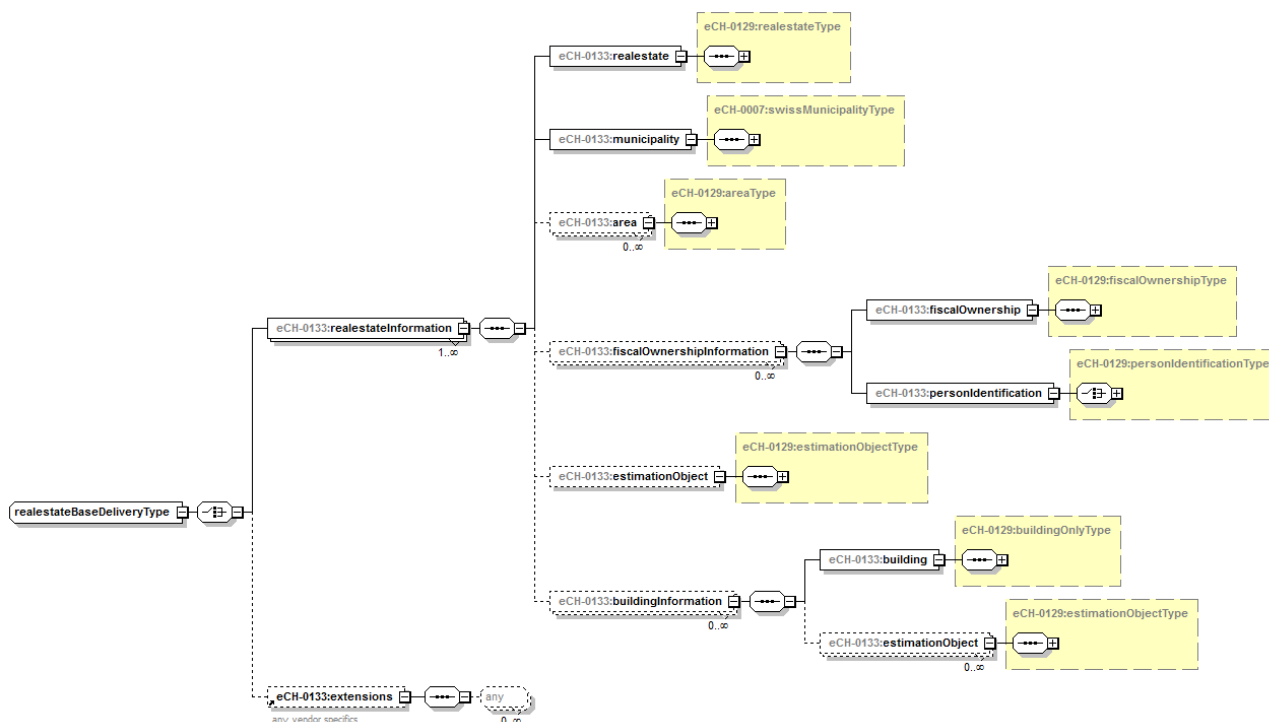 eCH-0129:realestateType
eCH-0133:realestate
eCH-0007:swissMunicipalityType
eCH-0133:municipality
eCH-0129:areaType
eCH-0133:area
0..∞
eCH-0129:fiscalOwnershipType
eCH-0133:fiscalOwnership
eCH-0133:realestateInformation
1..∞
eCH-0133:fiscalOwnershipInformation
0..∞
eCH-0129:personIdentificationType
eCH-0133:personIdentification
eCH-0129:estimationObjectType
eCH-0133:estimationObject
realestateBaseDeliveryType
eCH-0129:buildingOnlyType
eCH-0133:building
eCH-0133:buildingInformation
0..∞
eCH-0129:estimationObjectType
eCH-0133:estimationObject
0..∞
eCH-0133:extensions
any
0..∞
any vendor specifics